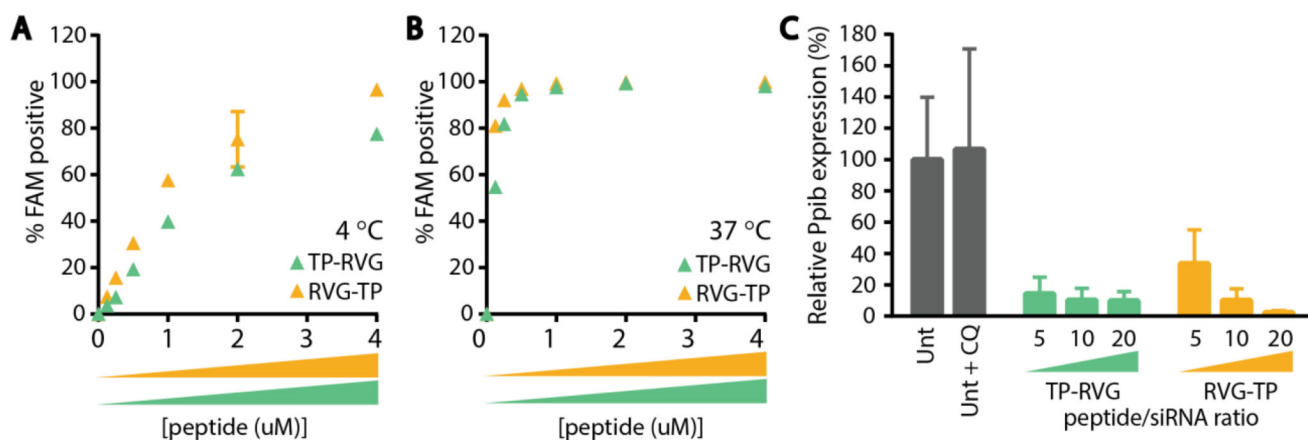 A
120
100
80
60
40
20
0
% FAM positive
4 °C
TP-RVG
RVG-TP
0 1 2 3 4
[peptide (uM)]
B
120
100
80
60
40
20
0
% FAM positive
37 °C
TP-RVG
RVG-TP
0 1 2 3 4
[peptide (uM)]
C
180
160
140
120
100
80
60
40
20
0
Relative Ppib expression (%)
Unt
Unt + CQ
5 10 20
TP-RVG
5 10 20
RVG-TP
peptide/siRNA ratio